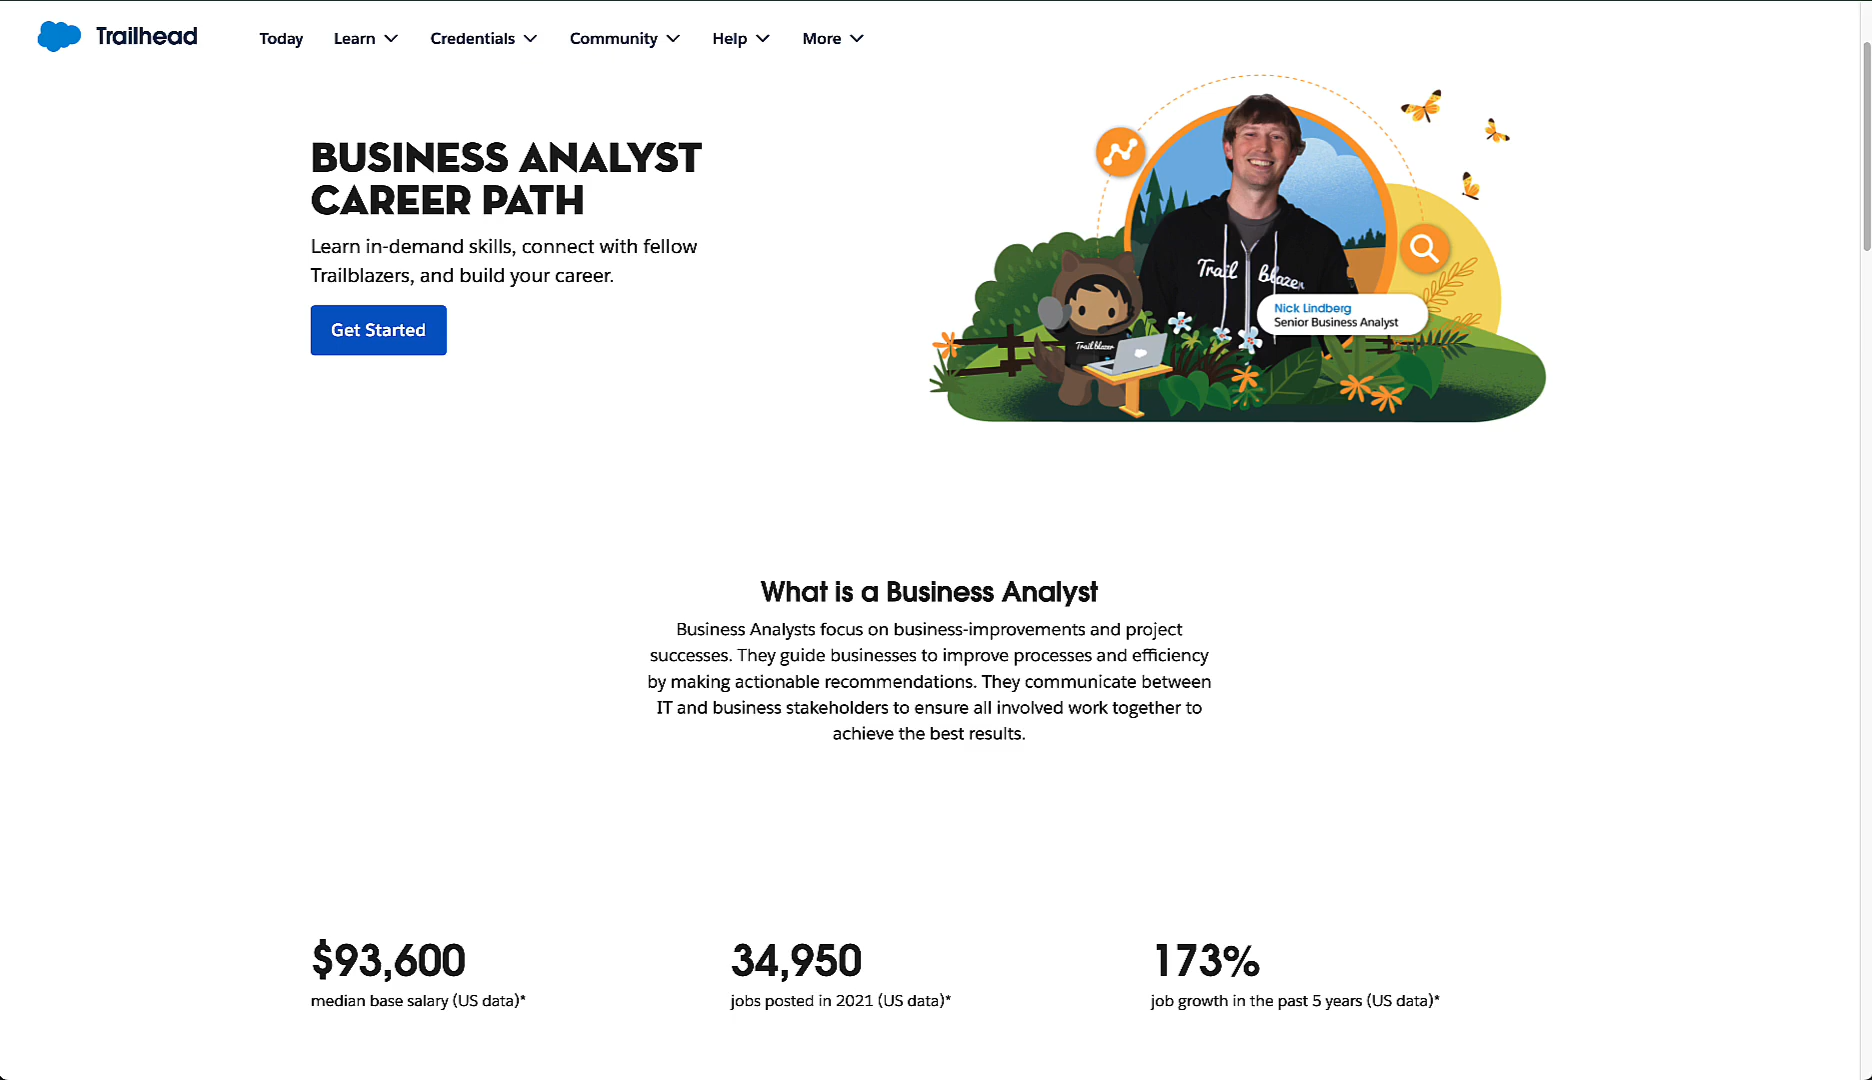 Trailhead
Today
Learn
Credentials
Community
Help
More
BUSINESS ANALYST
CAREER PATH
Learn in-demand skills, connect with fellow
Trailblazers, and build your career.
Get Started
Trail blazer
Nick Lindberg
Senior Business Analyst
Trailblazer
What is a Business Analyst
Business Analysts focus on business-improvements and project
successes. They guide businesses to improve processes and efficiency
by making actionable recommendations. They communicate between
IT and business stakeholders to ensure all involved work together to
achieve the best results.
$93,600
median base salary (US data)*
34,950
jobs posted in 2021 (US data)*
173%
job growth in the past 5 years (US data)*